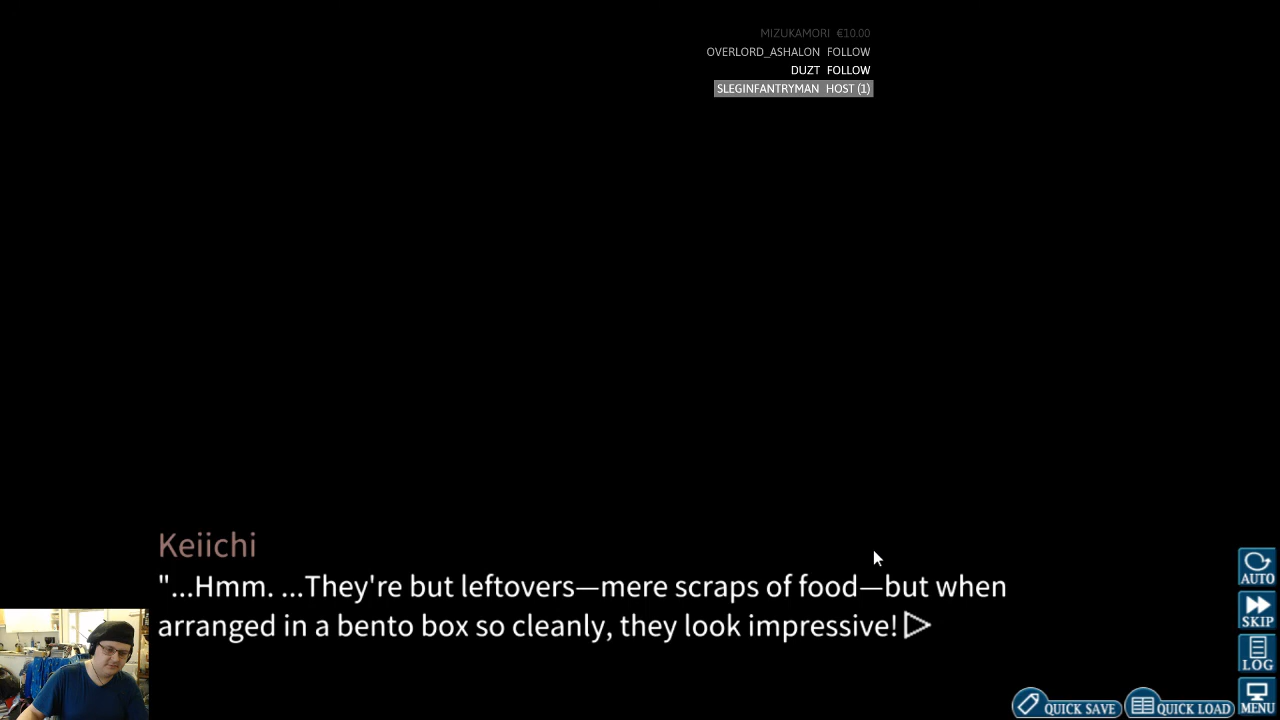 MIZUKAMORI €10.00
OVERLORD_ASHALON FOLLOW
DUZT FOLLOW
SLEGINFANTRYMAN HOST (1)
Keiichi
"...Hmm. ...They're but leftovers—mere scraps of food—but when
arranged in a bento box so cleanly, they look impressive!
AUTO
SKIP
LOG
MENU
QUICK SAVE
QUICK LOAD